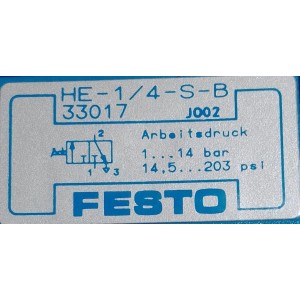 HE-1/4-S-B
33017 J002
2
1 3
Arbeitsdruck
1...14 bar
14,5...203 psi
FESTO